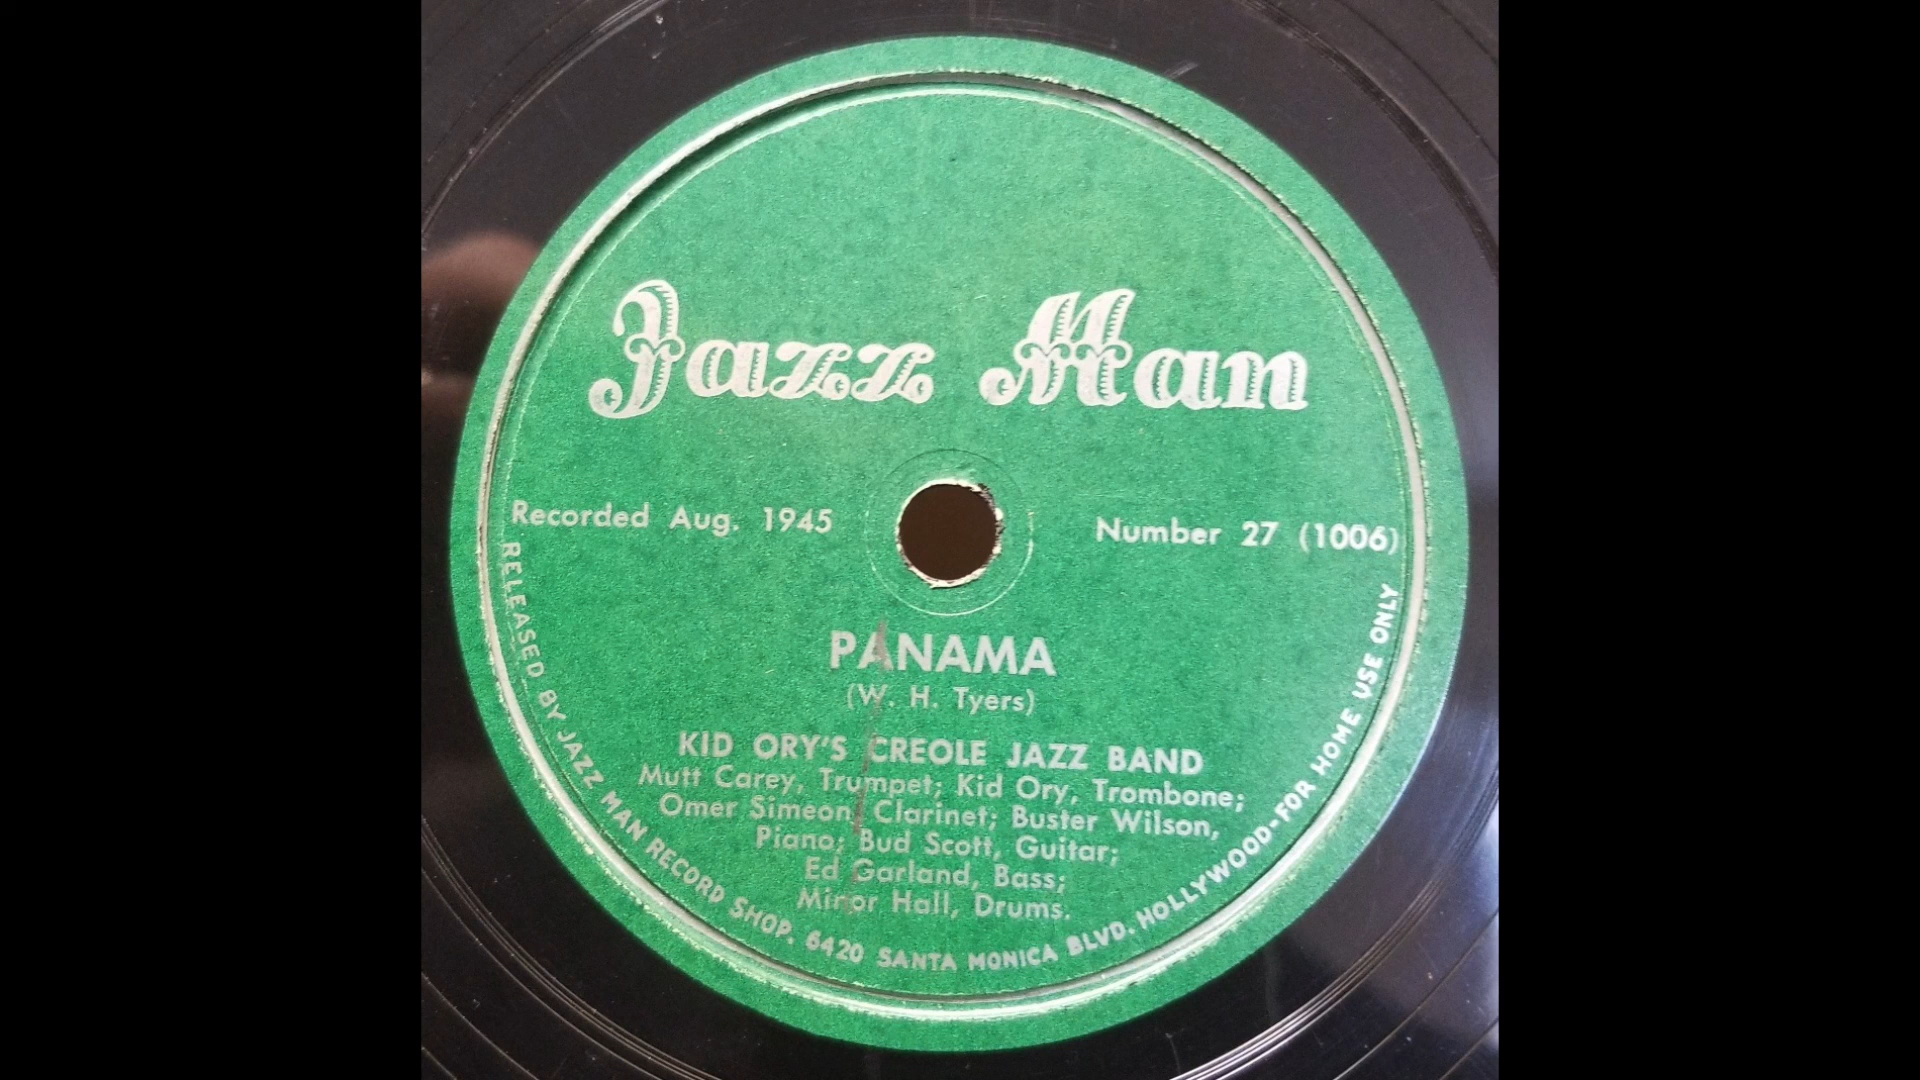 Jazz Man
Recorded Aug. 1945
Number 27 (1006)
PANAMA
(W. H. Tyers)
KID ORY'S CREOLE JAZZ BAND
Mutt Carey, Trumpet; Kid Ory, Trombone;
Omer Simeon, Clarinet; Buster Wilson,
Piano; Bud Scott, Guitar;
Ed Garland, Bass;
Minor Hall, Drums.
RELEASED BY JAZZ MAN RECORD SHOP. 6420 SANTA MONICA BLVD. HOLLYWOOD-FOR HOME USE ONLY